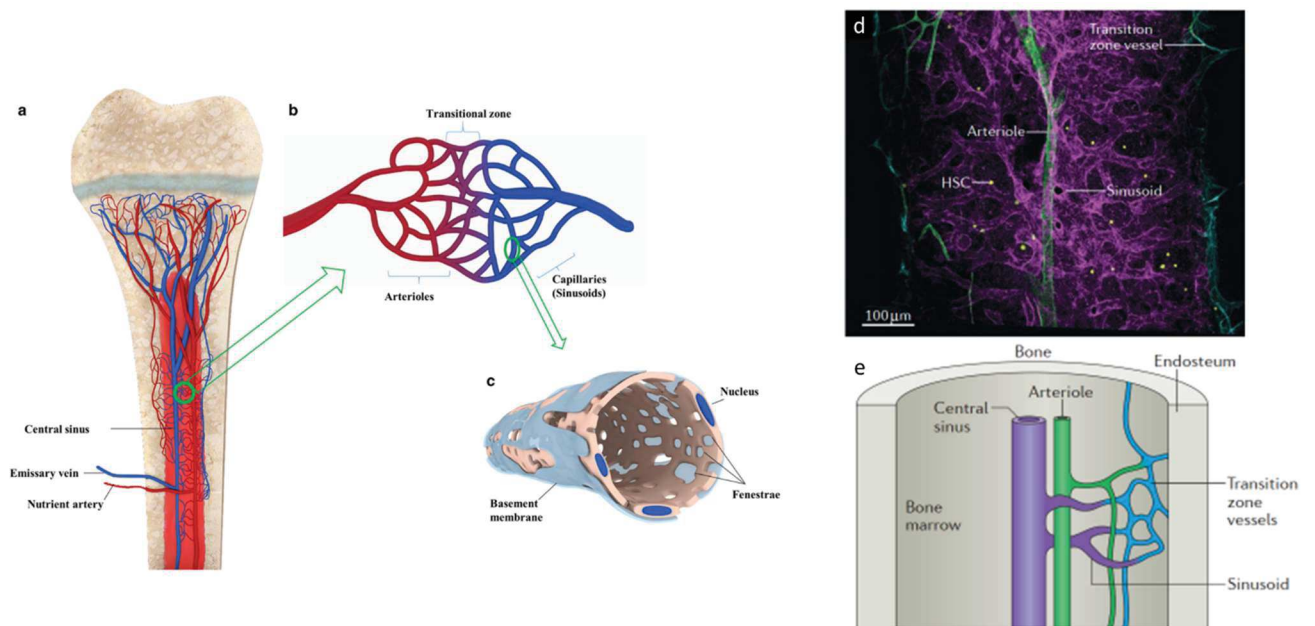 a
Central sinus
Emissary vein
Nutrient artery
b
Transitional zone
Arterioles
Capillaries
(Sinusoids)
c
Nucleus
Fenestrae
Basement
membrane
d
Transition
zone vessel
Arteriole
HSC
Sinusoid
100 μm
e
Bone
Endosteum
Arteriole
Central
sinus
Transition
zone
vessels
Bone
marrow
Sinusoid